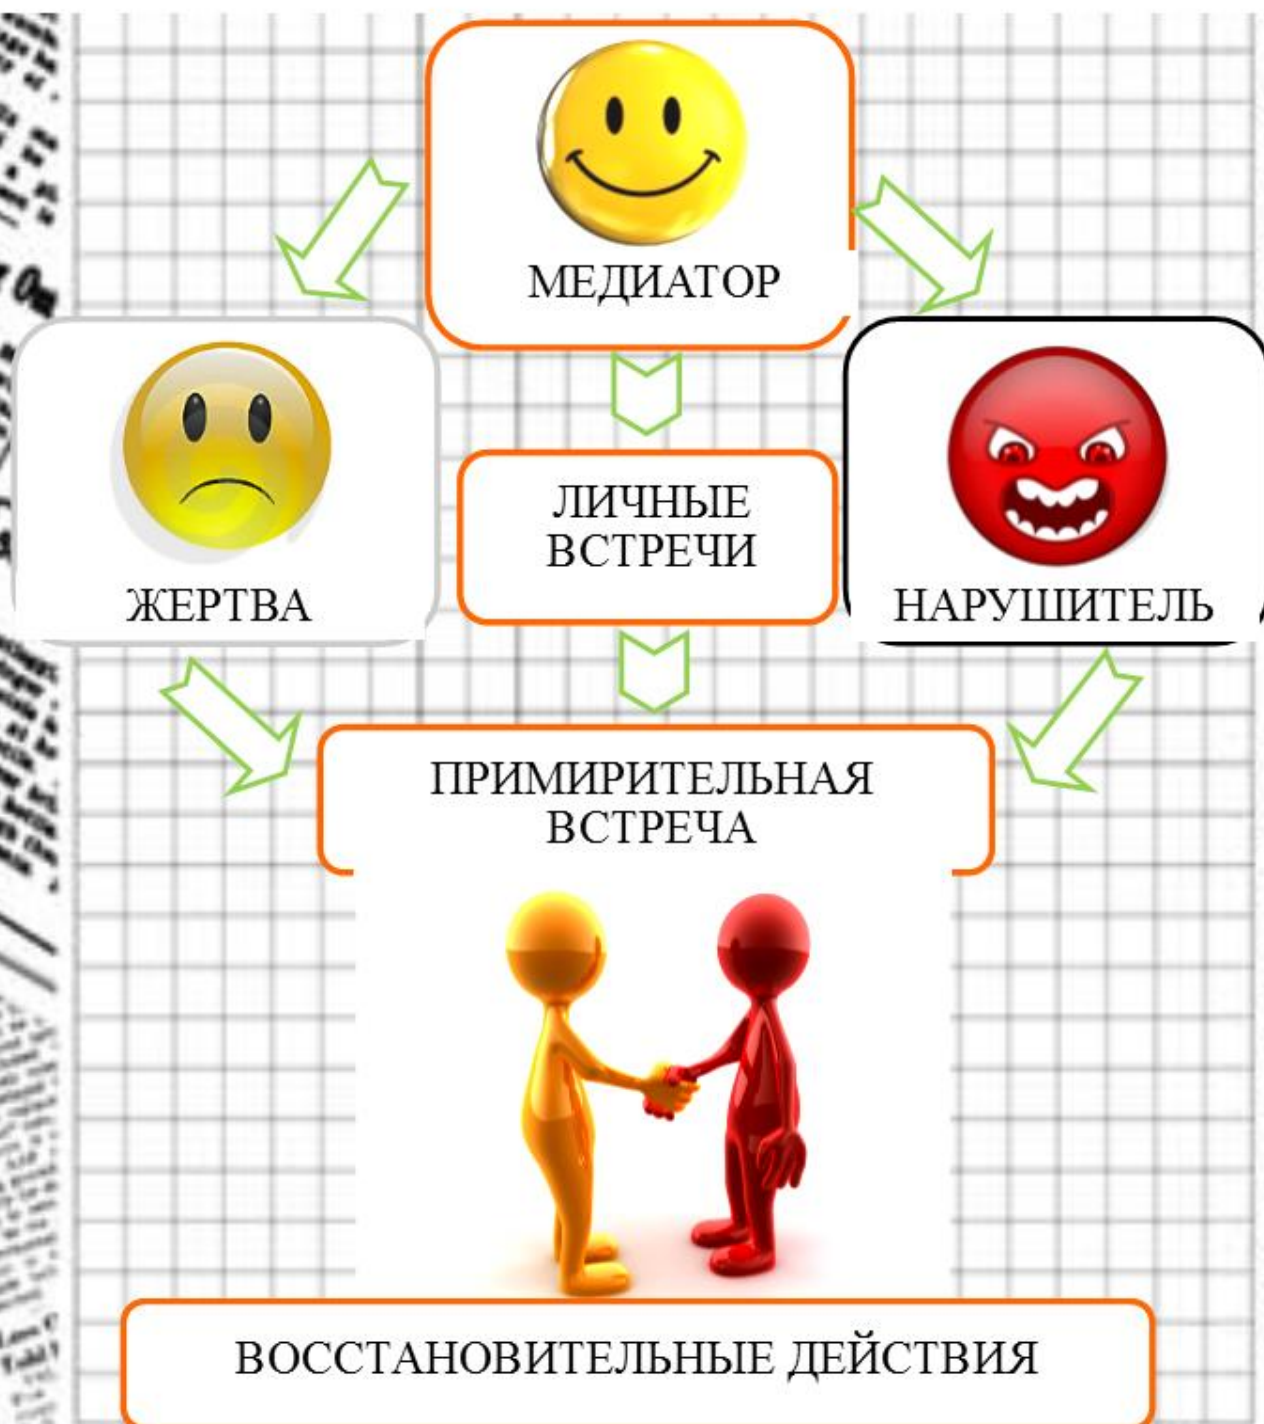 МЕДИАТОР
ЛИЧНЫЕ
ВСТРЕЧИ
ЖЕРТВА
НАРУШИТЕЛЬ
ПРИМИРИТЕЛЬНАЯ
ВСТРЕЧА
ВОССТАНОВИТЕЛЬНЫЕ ДЕЙСТВИЯ